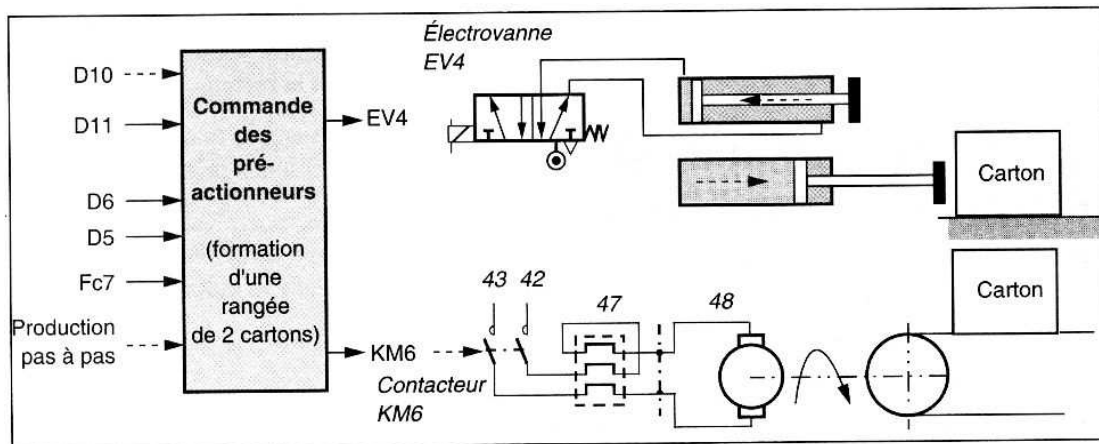 D10
D11
D6
D5
Fc7
Production
pas à pas
Commande
des
pré-
actionneurs
(formation
d'une
rangée
de 2 cartons)
EV4
KM6
Électrovanne
EV4
Carton
Carton
43
42
47
48
Contacteur
KM6